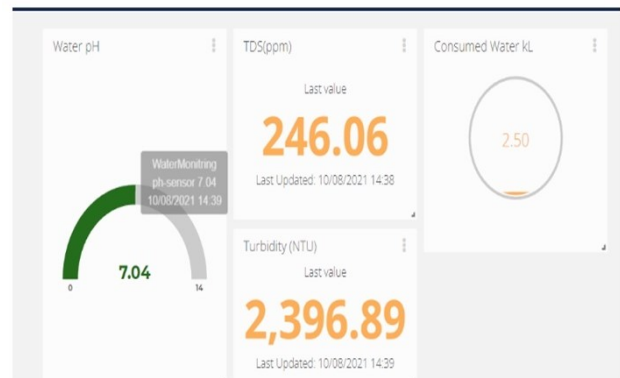 Water pH
WaterMonitring
ph-sensor 7.04
10/08/2021 14:39
7.04
0
14
TDS(ppm)
Last value
246.06
Last Updated: 10/08/2021 14:38
Turbidity (NTU)
Last value
2,396.89
Last Updated: 10/08/2021 14:39
Consumed Water kL
2.50